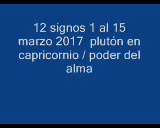 12 signos 1 al 15
marzo 2017 plutón en
capricornio / poder del
alma